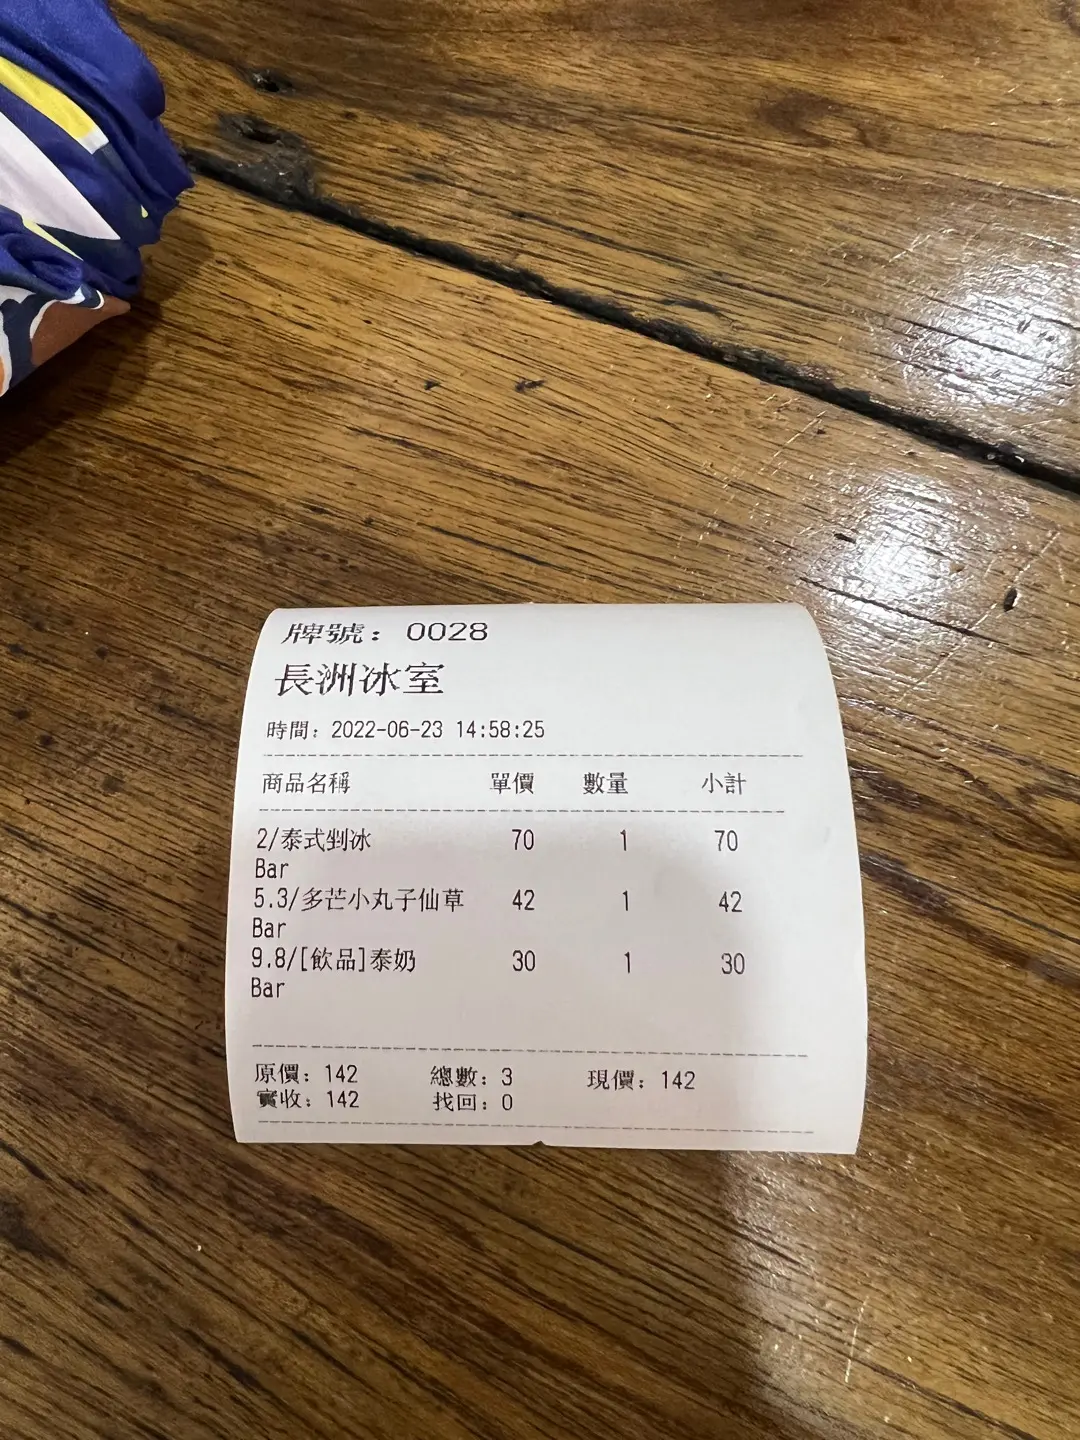 牌號：0028
長洲冰室
時間：2022-06-23 14:58:25
商品名稱 單價 數量 小計
2/泰式剉冰 70 1 70
Bar
5.3/多芒小丸子仙草 42 1 42
Bar
9.8/[飲品]泰奶 30 1 30
Bar
原價：142 總數：3 現價：142
實收：142 找回：0